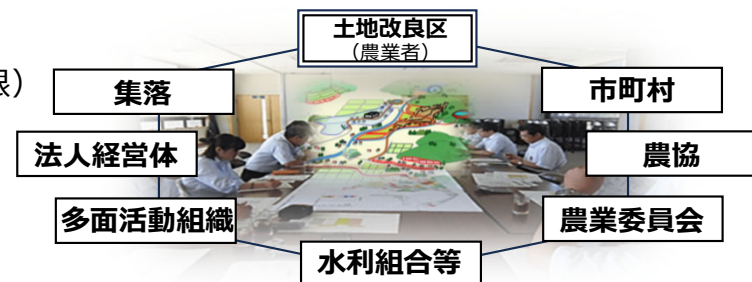 土地改良区
（農業者）
限）
集落
市町村
法人経営体
農協
多面活動組織
農業委員会
水利組合等